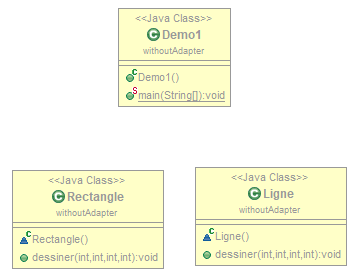 <<Java Class>>
Demo1
withoutAdapter
Demo1()
main(String[]):void
<<Java Class>>
Rectangle
withoutAdapter
Rectangle()
dessiner(int,int,int,int):void
<<Java Class>>
Ligne
withoutAdapter
Ligne()
dessiner(int,int,int,int):void